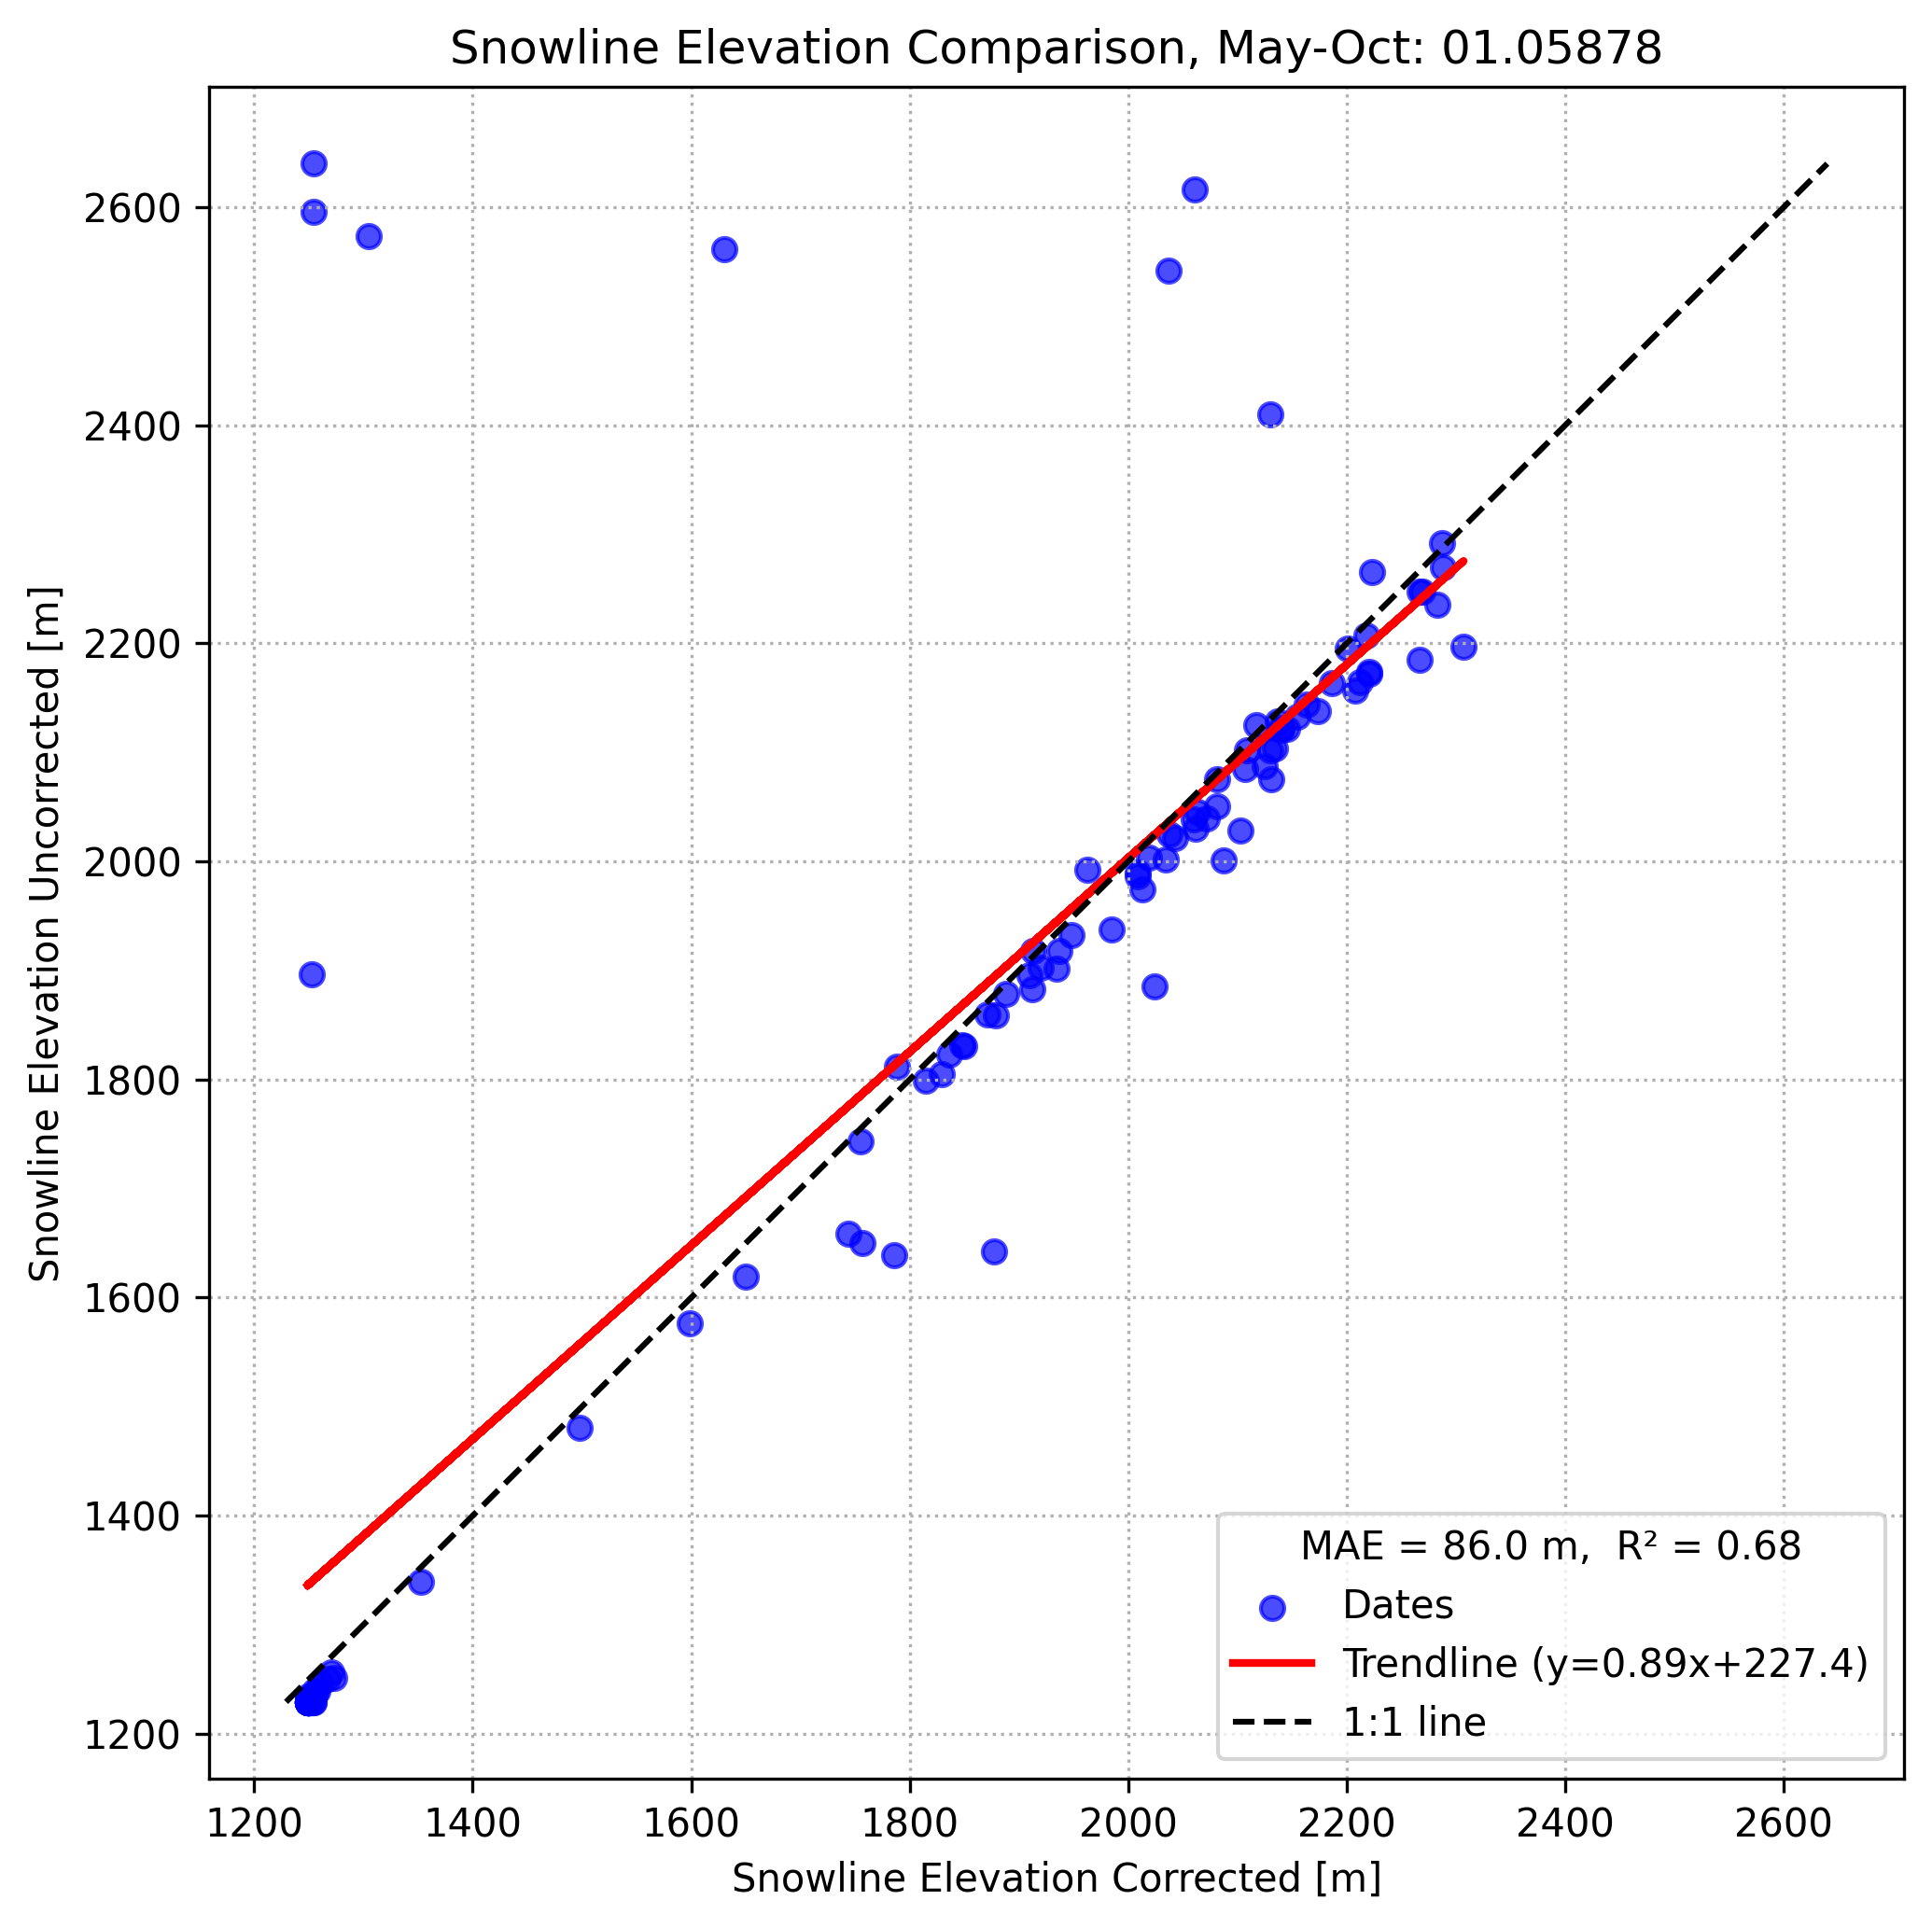 Snowline Elevation Comparison, May-Oct: 01.05878
Snowline Elevation Uncorrected [m]
2600
2400
2200
2000
1800
1600
1400
1200
MAE = 86.0 m,  R² = 0.68
Dates
Trendline (y=0.89x+227.4)
1:1 line
1200 1400 1600 1800 2000 2200 2400 2600
Snowline Elevation Corrected [m]